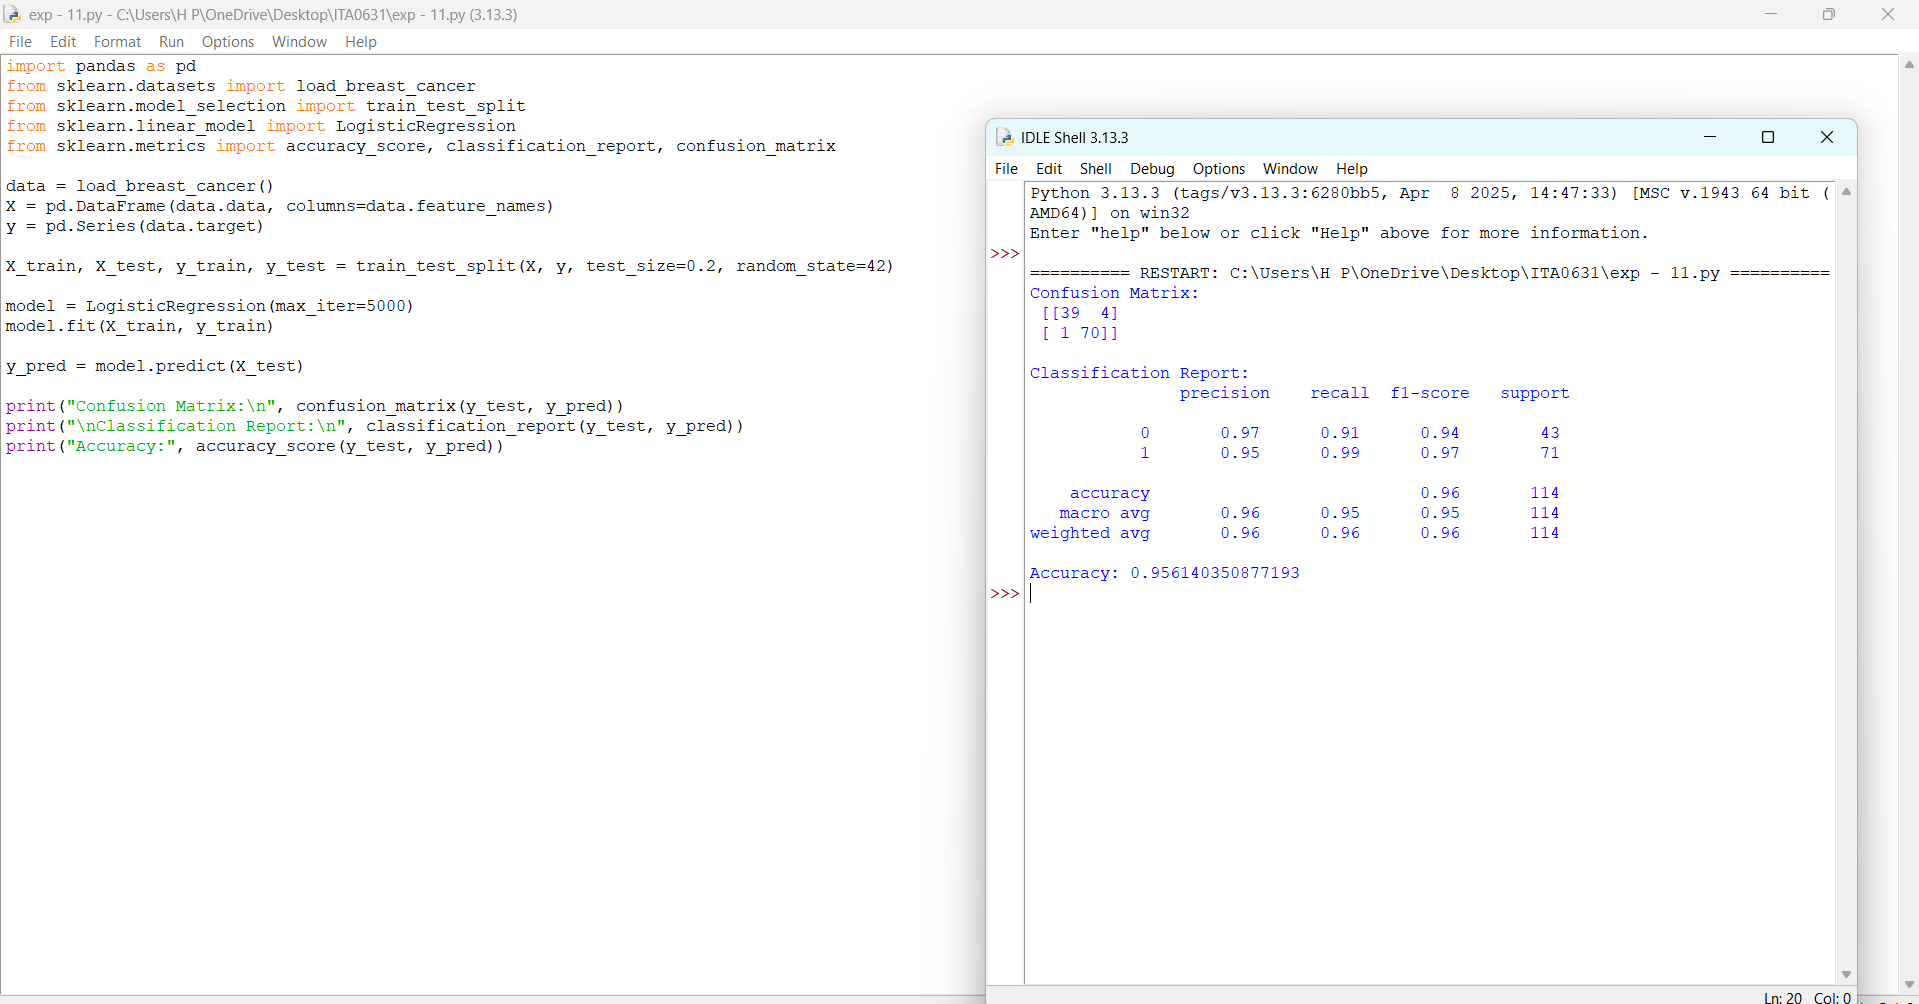 exp - 11.py - C:\Users\H P\OneDrive\Desktop\ITA0631\exp - 11.py (3.13.3)
File Edit Format Run Options Window Help
import pandas as pd
from sklearn.datasets import load_breast_cancer
from sklearn.model_selection import train_test_split
from sklearn.linear_model import LogisticRegression
from sklearn.metrics import accuracy_score, classification_report, confusion_matrix
data = load_breast_cancer()
X = pd.DataFrame(data.data, columns=data.feature_names)
y = pd.Series(data.target)
X_train, X_test, y_train, y_test = train_test_split(X, y, test_size=0.2, random_state=42)
model = LogisticRegression(max_iter=5000)
model.fit(X_train, y_train)
y_pred = model.predict(X_test)
print("Confusion Matrix:\n", confusion_matrix(y_test, y_pred))
print("\nClassification Report:\n", classification_report(y_test, y_pred))
print("Accuracy:", accuracy_score(y_test, y_pred))
IDLE Shell 3.13.3
File Edit Shell Debug Options Window Help
Python 3.13.3 (tags/v3.13.3:6280bb5, Apr  8 2025, 14:47:33) [MSC v.1943 64 bit (
AMD64)] on win32
Enter "help" below or click "Help" above for more information.
>>>
========== RESTART: C:\Users\H P\OneDrive\Desktop\ITA0631\exp - 11.py ==========
Confusion Matrix:
[[39  4]
[ 1 70]]
Classification Report:
precision    recall  f1-score   support
0       0.97      0.91      0.94        43
1       0.95      0.99      0.97        71
accuracy                           0.96       114
macro avg       0.96      0.95      0.95       114
weighted avg       0.96      0.96      0.96       114
Accuracy: 0.956140350877193
>>>
Ln: 20 Col: 0